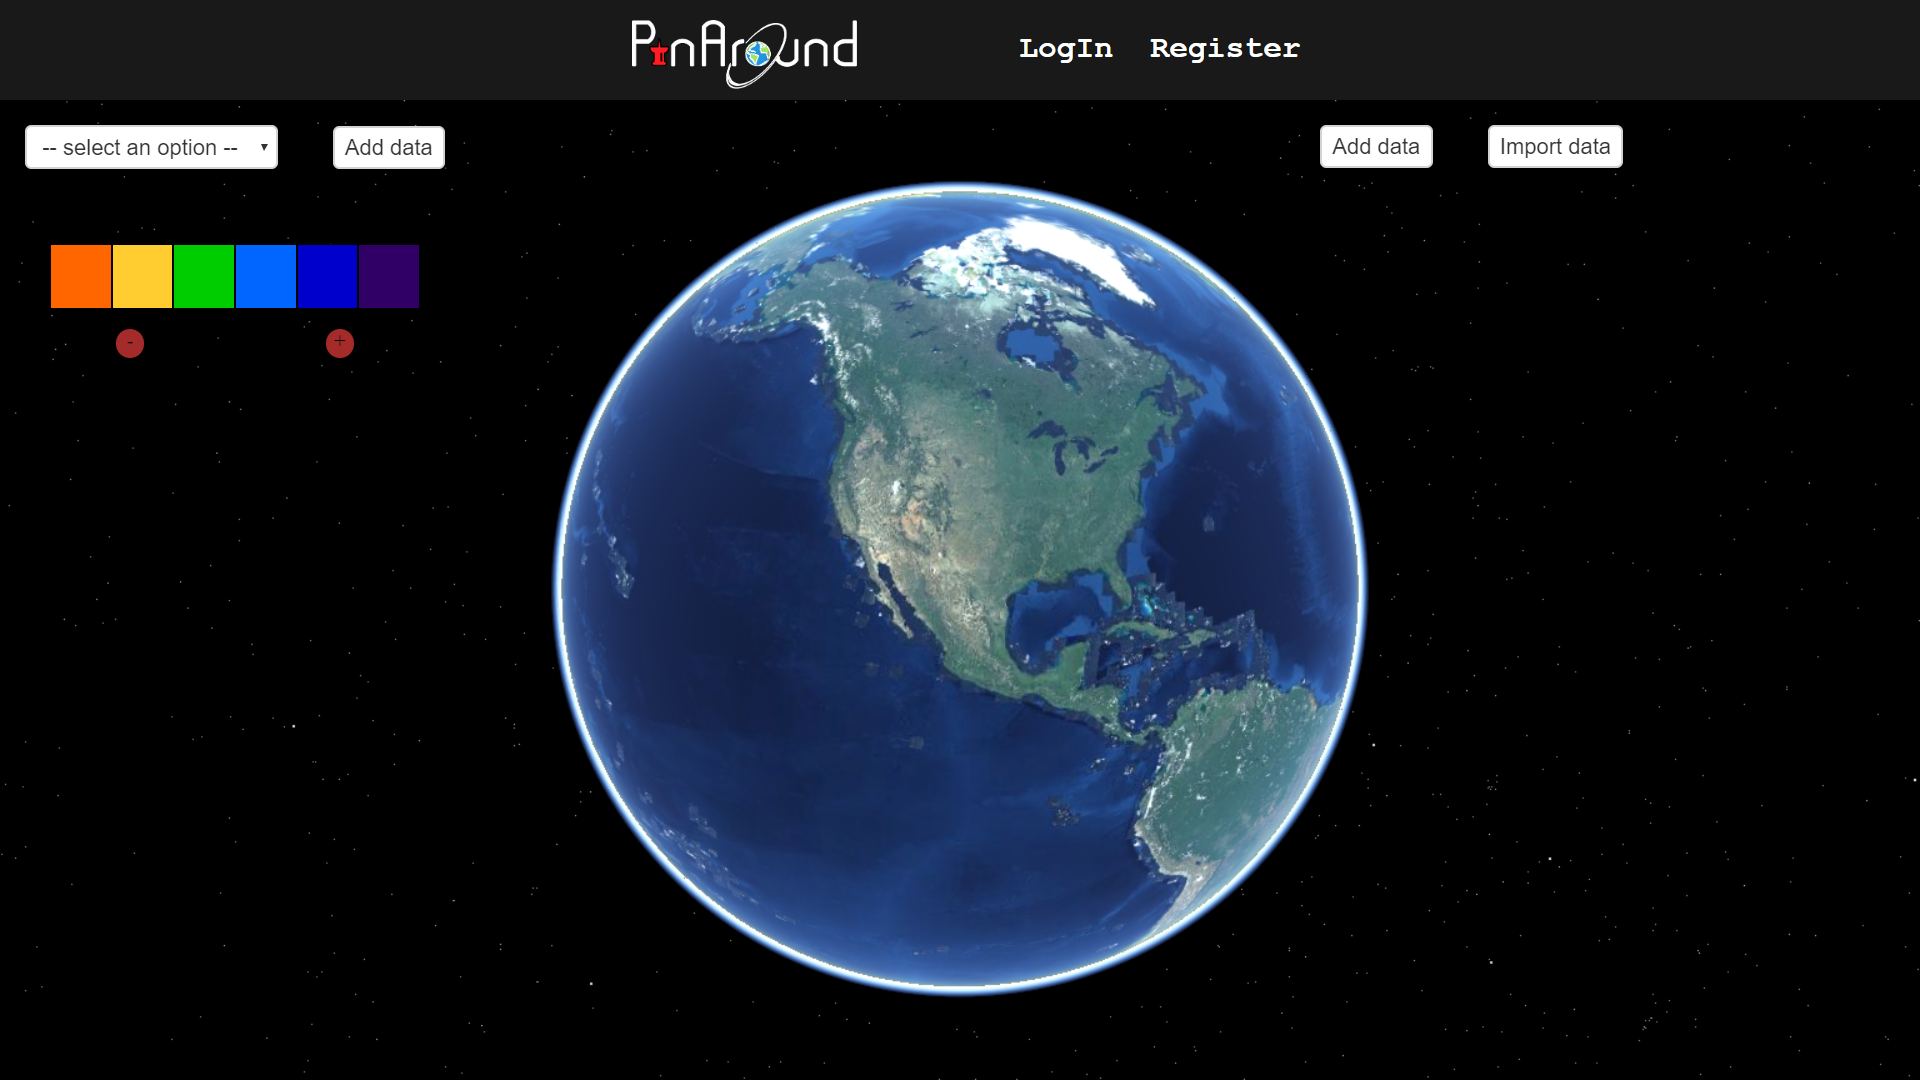 PinAround
LogIn Register
-- select an option -- Add data
Add data Import data
- +